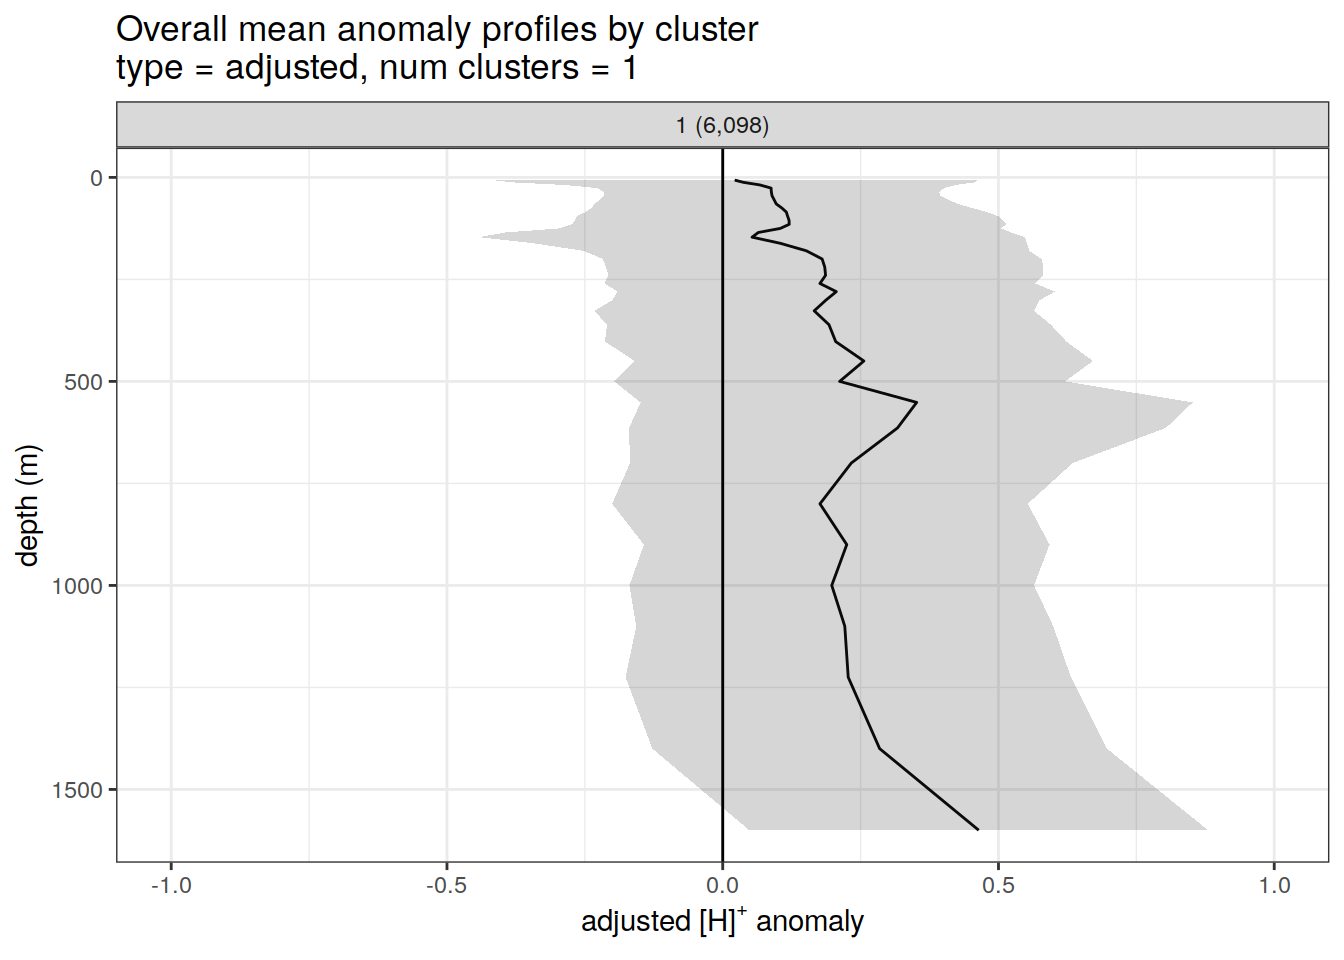 Overall mean anomaly profiles by cluster
type = adjusted, num clusters = 1
1 (6,098)
0
500
1000
1500
depth (m)
-1.0 -0.5 0.0 0.5 1.0
adjusted [H]⁺ anomaly